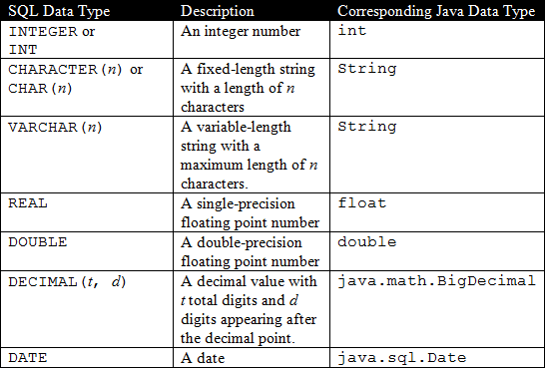 SQL Data Type Description Corresponding Java Data Type
INTEGER or An integer number int
INT
CHARACTER(n) or A fixed-length string String
CHAR(n) with a length of n
characters
VARCHAR(n) A variable-length String
string with a
maximum length of n
characters.
REAL A single-precision float
floating point number
DOUBLE A double-precision double
floating point number
DECIMAL(t, d) A decimal value with java.math.BigDecimal
t total digits and d
digits appearing after
the decimal point.
DATE A date java.sql.Date